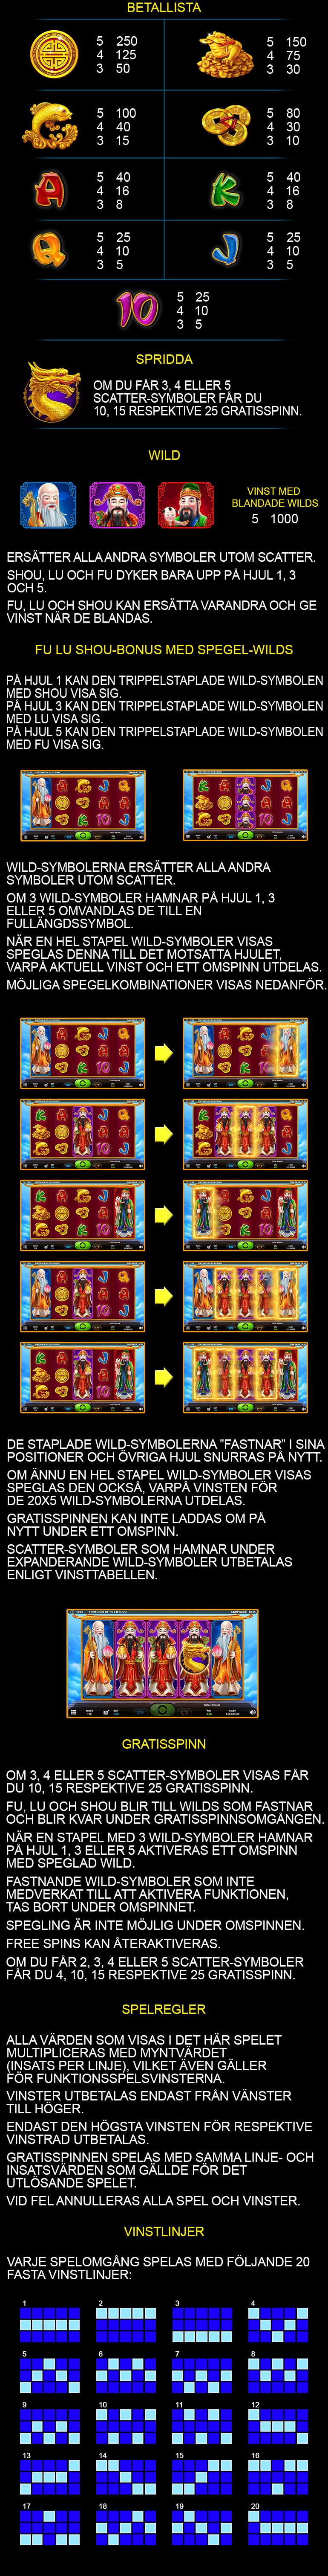 BETALLISTA
5 250
4 125
3 50
5 150
4 75
3 30
5 100
4 40
3 15
5 80
4 30
3 10
A
5 40
4 16
3 8
K
5 40
4 16
3 8
Q
5 25
4 10
3 5
J
5 25
4 10
3 5
10
5 25
4 10
3 5
SPRIDDA
OM DU FÅR 3, 4 ELLER 5
SCATTER-SYMBOLER FÅR DU
10, 15 RESPEKTIVE 25 GRATISSPINN.
WILD
VINST MED
BLANDADE WILDS
5 1000
ERSÄTTER ALLA ANDRA SYMBOLER UTOM SCATTER.
SHOU, LU OCH FU DYKER BARA UPP PÅ HJUL 1, 3
OCH 5.
FU, LU OCH SHOU KAN ERSÄTTA VARANDRA OCH GE
VINST NÄR DE BLANDAS.
FU LU SHOU-BONUS MED SPEGEL-WILDS
PÅ HJUL 1 KAN DEN TRIPPELSTAPLADE WILD-SYMBOLEN
MED SHOU VISA SIG.
PÅ HJUL 3 KAN DEN TRIPPELSTAPLADE WILD-SYMBOLEN
MED LU VISA SIG.
PÅ HJUL 5 KAN DEN TRIPPELSTAPLADE WILD-SYMBOLEN
MED FU VISA SIG.
WILD-SYMBOLERNA ERSÄTTER ALLA ANDRA
SYMBOLER UTOM SCATTER.
OM 3 WILD-SYMBOLER HAMNAR PÅ HJUL 1, 3
ELLER 5 OMVANDLAS DE TILL EN
FULLÄNGDSSYMBOL.
NÄR EN HEL STAPEL WILD-SYMBOLER VISAS
SPEGLAS DENNA TILL DET MOTSATTA HJULET,
VARPÅ AKTUELL VINST OCH ETT OMSPINN UTDELAS.
MÖJLIGA SPEGELKOMBINATIONER VISAS NEDANFÖR.
DE STAPLADE WILD-SYMBOLERNA "FASTNAR" I SINA
POSITIONER OCH ÖVRIGA HJUL SNURRAS PÅ NYTT.
OM ÄNNU EN HEL STAPEL WILD-SYMBOLER VISAS
SPEGLAS DEN OCKSÅ, VARPÅ VINSTEN FÖR
DE 20X5 WILD-SYMBOLERNA UTDELAS.
GRATISSPINNEN KAN INTE LADDAS OM PÅ
NYTT UNDER ETT OMSPINN.
SCATTER-SYMBOLER SOM HAMNAR UNDER
EXPANDERANDE WILD-SYMBOLER UTBETALAS
ENLIGT VINSTTABELLEN.
GRATISSPINN
OM 3, 4 ELLER 5 SCATTER-SYMBOLER VISAS FÅR
DU 10, 15 RESPEKTIVE 25 GRATISSPINN.
FU, LU OCH SHOU BLIR TILL WILDS SOM FASTNAR
OCH BLIR KVAR UNDER GRATISSPINNSOMGÅNGEN.
NÄR EN STAPEL MED 3 WILD-SYMBOLER HAMNAR
PÅ HJUL 1, 3 ELLER 5 AKTIVERAS ETT OMSPINN
MED SPEGLAD WILD.
FASTNANDE WILD-SYMBOLER SOM INTE
MEDVERKAT TILL ATT AKTIVERA FUNKTIONEN,
TAS BORT UNDER OMSPINNET.
SPEGLING ÄR INTE MÖJLIG UNDER OMSPINNEN.
FREE SPINS KAN ÅTERAKTIVERAS.
OM DU FÅR 2, 3, 4 ELLER 5 SCATTER-SYMBOLER
FÅR DU 4, 10, 15 RESPEKTIVE 25 GRATISSPINN.
SPELREGLER
ALLA VÄRDEN SOM VISAS I DET HÄR SPELET
MULTIPLICERAS MED MYNTVÄRDET
(INSATS PER LINJE), VILKET ÄVEN GÄLLER
FÖR FUNKTIONSSPELSVINSTERNA.
VINSTER UTBETALAS ENDAST FRÅN VÄNSTER
TILL HÖGER.
ENDAST DEN HÖGSTA VINSTEN FÖR RESPEKTIVE
VINSTRAD UTBETALAS.
GRATISSPINNEN SPELAS MED SAMMA LINJE- OCH
INSATSVÄRDEN SOM GÄLLDE FÖR DET
UTLÖSANDE SPELET.
VID FEL ANNULLERAS ALLA SPEL OCH VINSTER.
VINSTLINJER
VARJE SPELOMGÅNG SPELAS MED FÖLJANDE 20
FASTA VINSTLINJER:
1 2 3 4
5 6 7 8
9 10 11 12
13 14 15 16
17 18 19 20